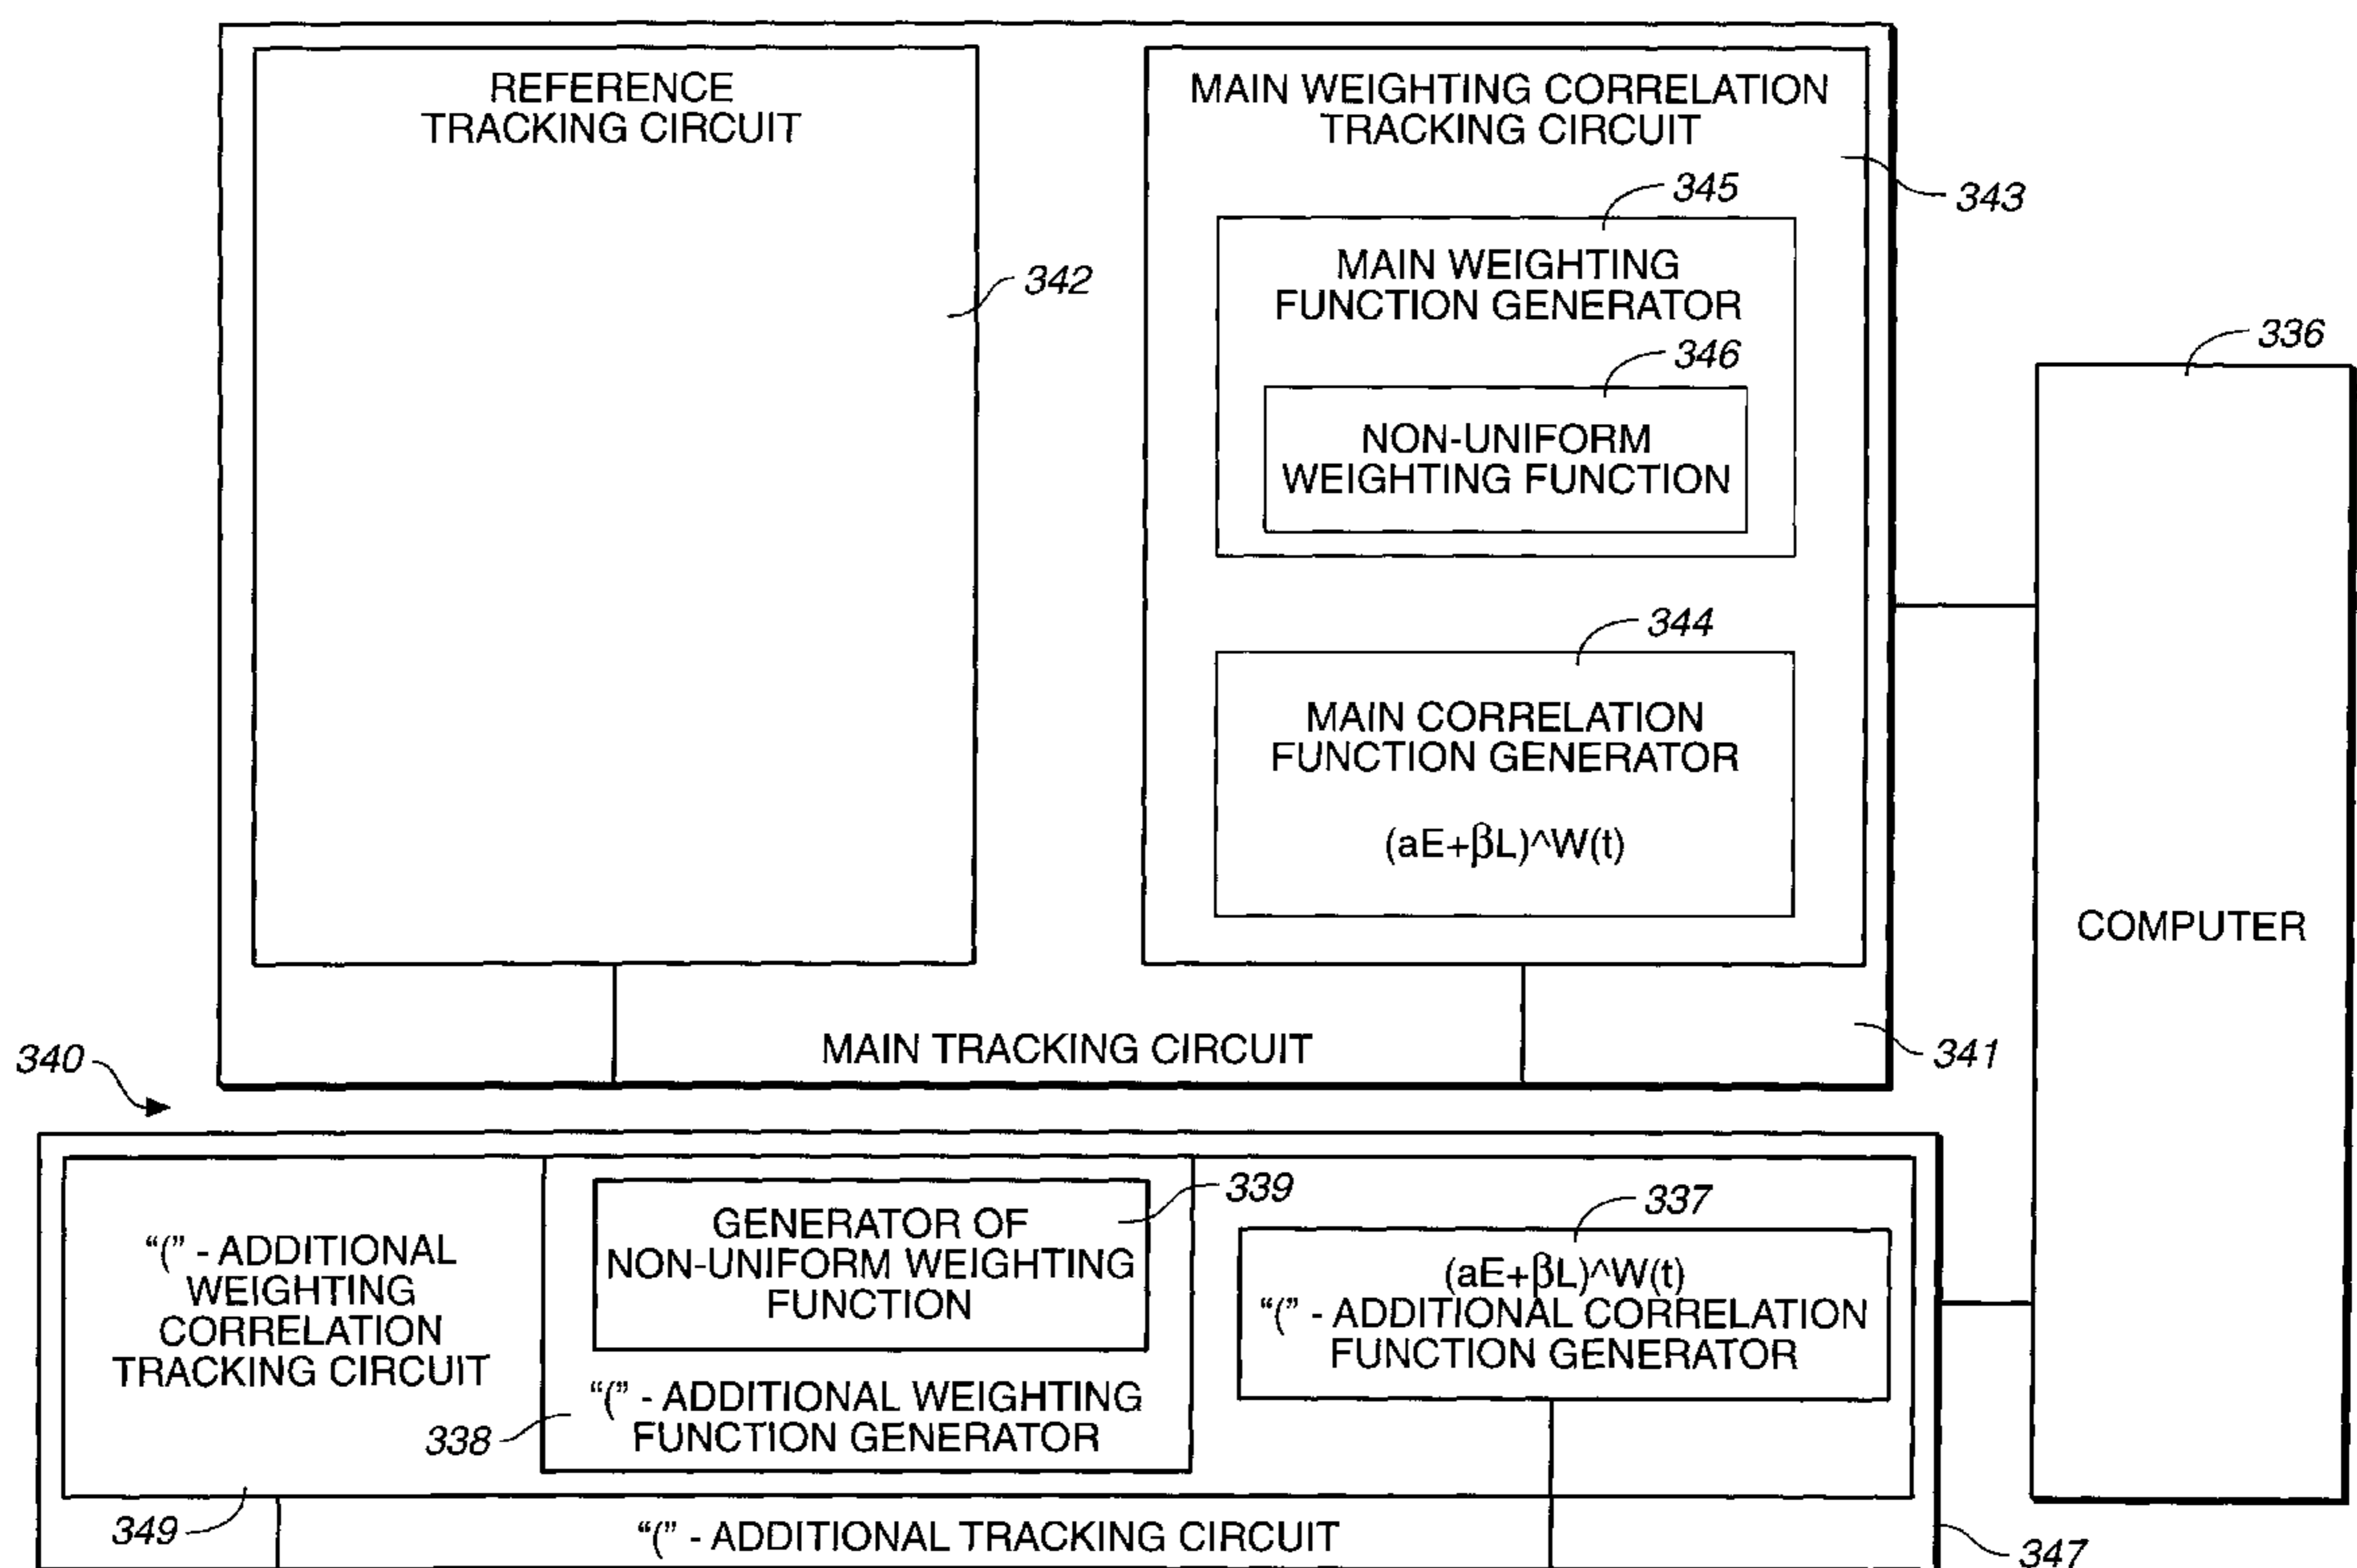 REFERENCE
TRACKING CIRCUIT
342
MAIN WEIGHTING CORRELATION
TRACKING CIRCUIT
343
345
MAIN WEIGHTING
FUNCTION GENERATOR
346
NON-UNIFORM
WEIGHTING FUNCTION
344
MAIN CORRELATION
FUNCTION GENERATOR
(aE+βL)^W(t)
336
COMPUTER
MAIN TRACKING CIRCUIT
341
340
“(” - ADDITIONAL
WEIGHTING
CORRELATION
TRACKING CIRCUIT
349
339
GENERATOR OF
NON-UNIFORM WEIGHTING
FUNCTION
“(” - ADDITIONAL WEIGHTING
FUNCTION GENERATOR
338
337
(aE+βL)^W(t)
“(” - ADDITIONAL CORRELATION
FUNCTION GENERATOR
“(” - ADDITIONAL TRACKING CIRCUIT
347